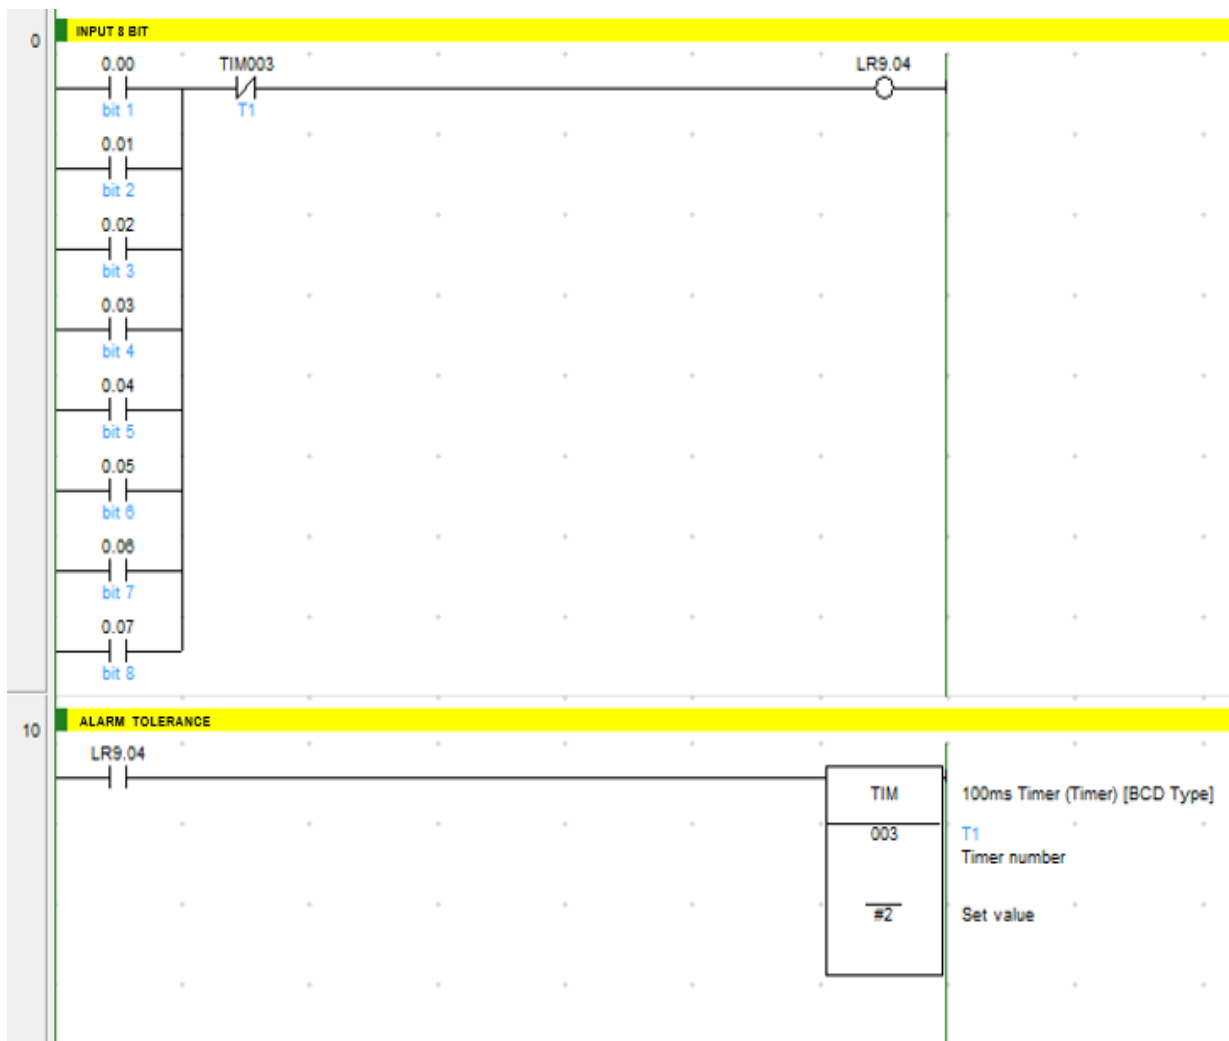 0
INPUT 8 BIT
0.00 TIM003 LR9.04
bit 1 T1
0.01
bit 2
0.02
bit 3
0.03
bit 4
0.04
bit 5
0.05
bit 6
0.06
bit 7
0.07
bit 8
10
ALARM TOLERANCE
LR9.04
TIM 100ms Timer (Timer) [BCD Type]
003 T1
Timer number
#2 Set value